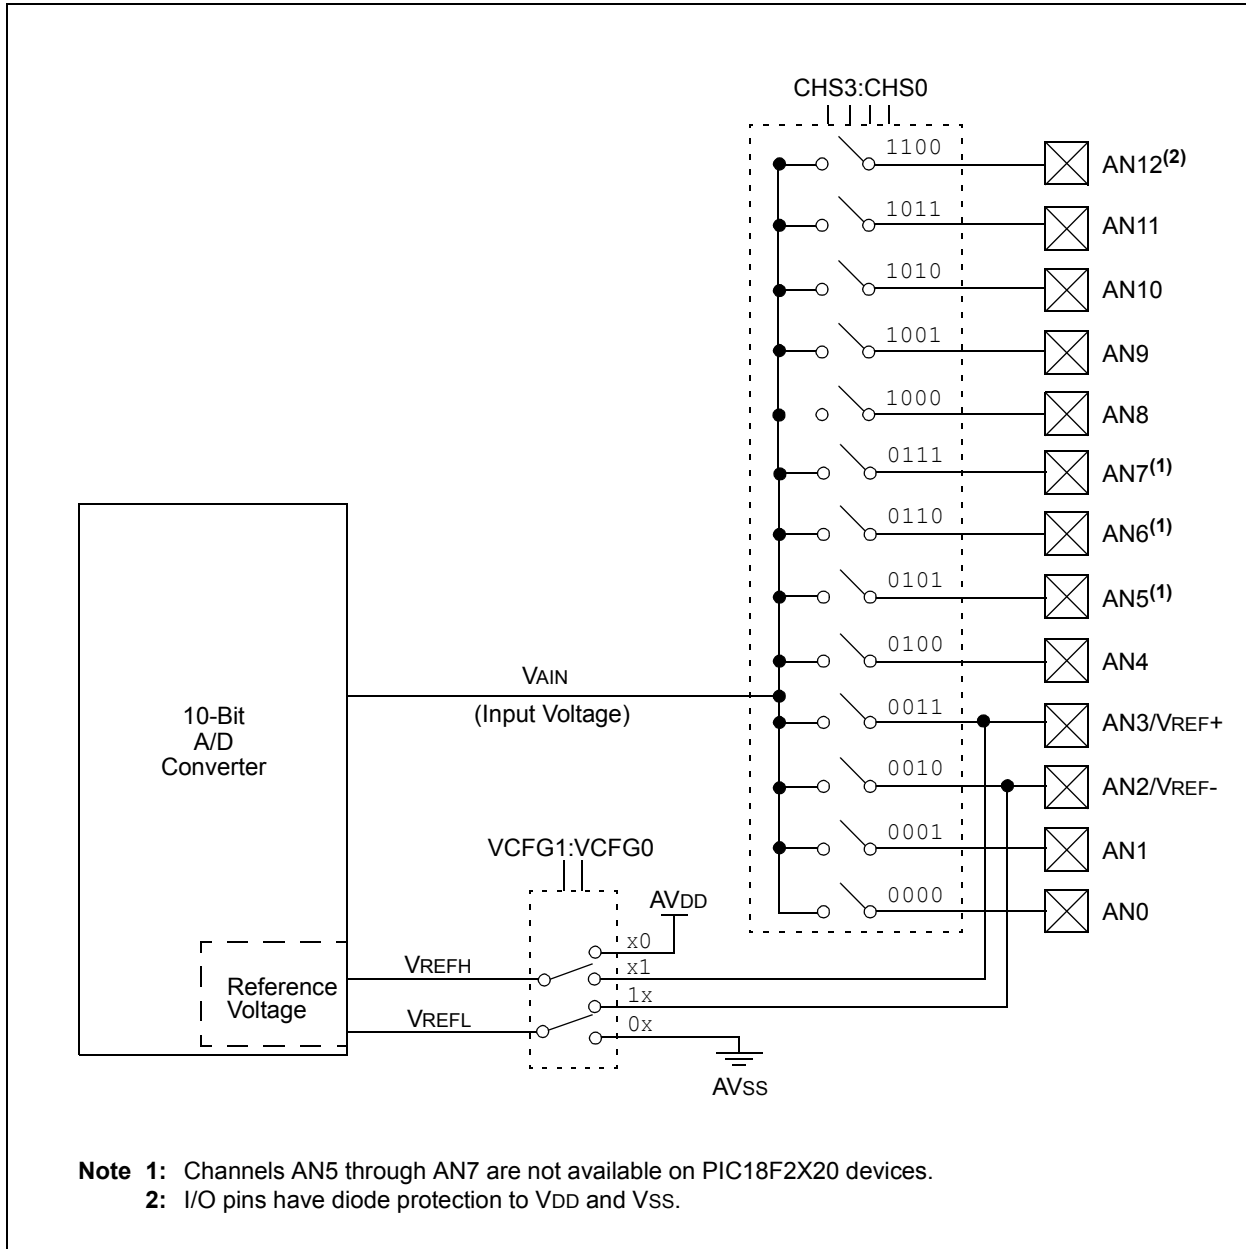 CHS3:CHS0
1100 AN12(2)
1011 AN11
1010 AN10
1001 AN9
1000 AN8
0111 AN7(1)
0110 AN6(1)
0101 AN5(1)
0100 AN4
VAIN
(Input Voltage)
0011 AN3/VREF+
10-Bit
A/D
Converter
0010 AN2/VREF-
0001 AN1
VCFG1:VCFG0
0000 AN0
AVDD
x0
VREFH
x1
Reference
Voltage
1x
VREFL
0x
AVSS
Note 1: Channels AN5 through AN7 are not available on PIC18F2X20 devices.
2: I/O pins have diode protection to VDD and VSS.